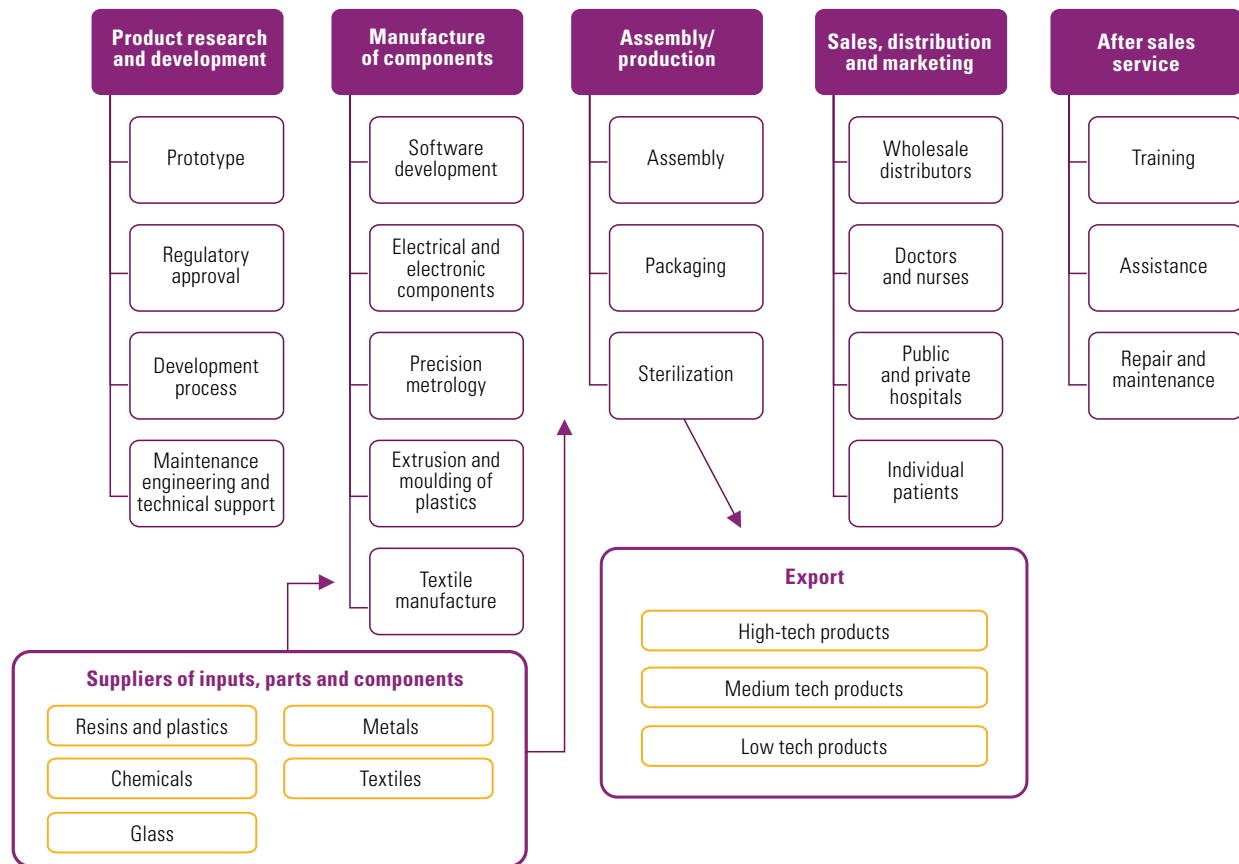 Product research
and development
Prototype
Regulatory
approval
Development
process
Maintenance
engineering and
technical support
Manufacture
of components
Software
development
Electrical and
electronic
components
Precision
metrology
Extrusion and
moulding of
plastics
Textile
manufacture
Assembly/
production
Assembly
Packaging
Sterilization
Sales, distribution
and marketing
Wholesale
distributors
Doctors
and nurses
Public
and private
hospitals
Individual
patients
After sales
service
Training
Assistance
Repair and
maintenance
Suppliers of inputs, parts and components
Resins and plastics
Metals
Chemicals
Textiles
Glass
Export
High-tech products
Medium tech products
Low tech products